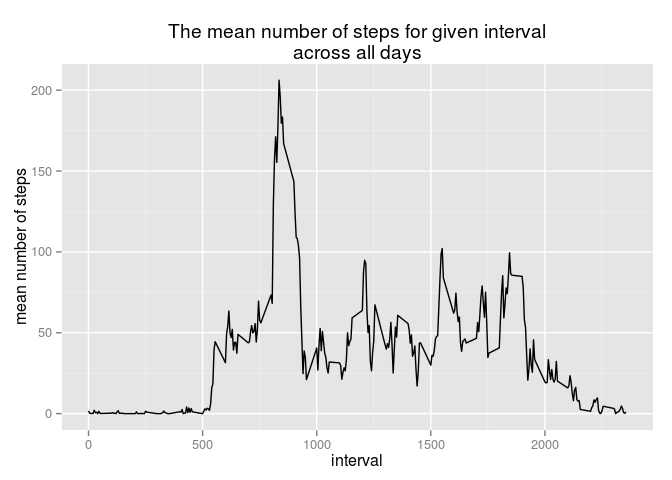 The mean number of steps for given interval
across all days
200
150
100
50
0
mean number of steps
0 500 1000 1500 2000
interval